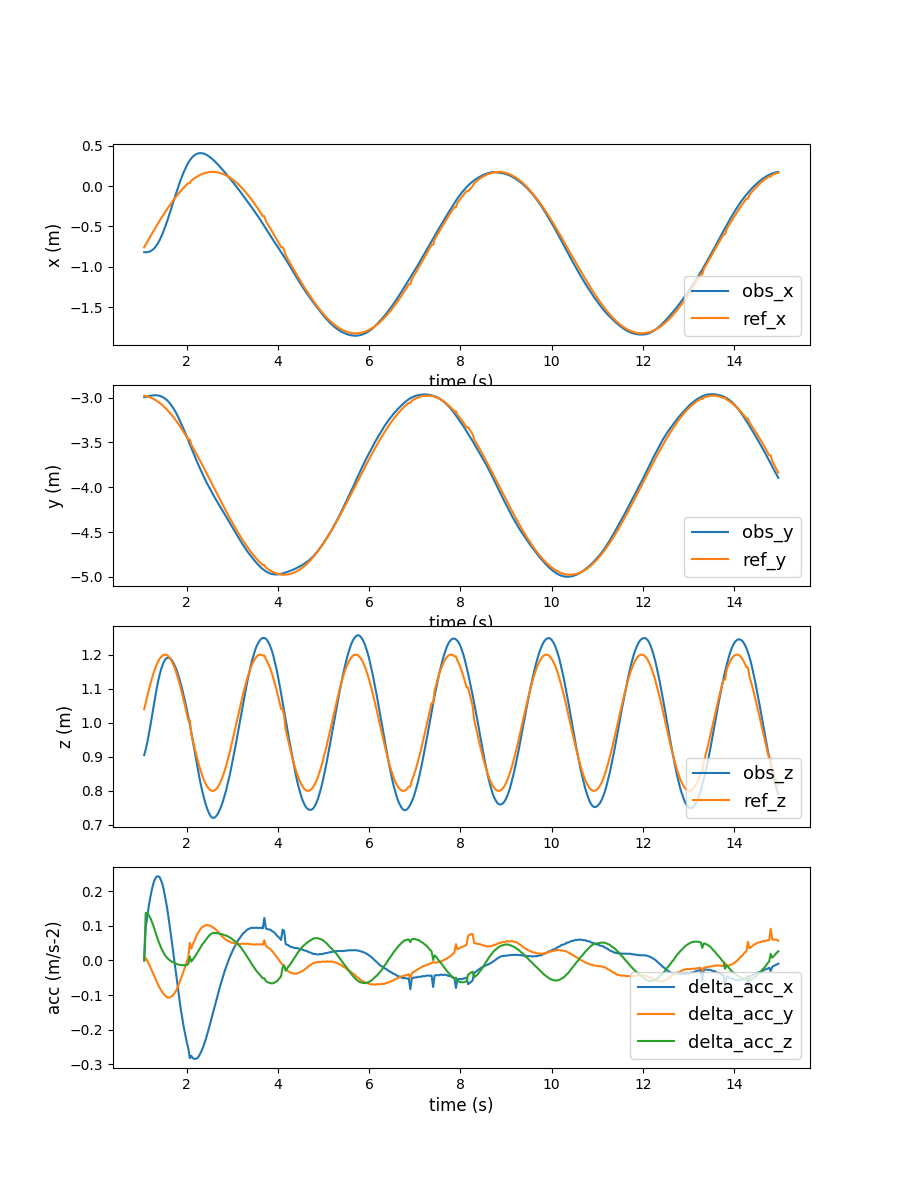 0.5
0.0
−0.5
−1.0
−1.5
x (m)
obs_x
ref_x
2 4 6 8 10 12 14
time (s)
−3.0
−3.5
−4.0
−4.5
−5.0
y (m)
obs_y
ref_y
2 4 6 8 10 12 14
time (s)
1.2
1.1
1.0
0.9
0.8
0.7
z (m)
obs_z
ref_z
2 4 6 8 10 12 14
0.2
0.1
0.0
−0.1
−0.2
−0.3
acc (m/s-2)
delta_acc_x
delta_acc_y
delta_acc_z
2 4 6 8 10 12 14
time (s)